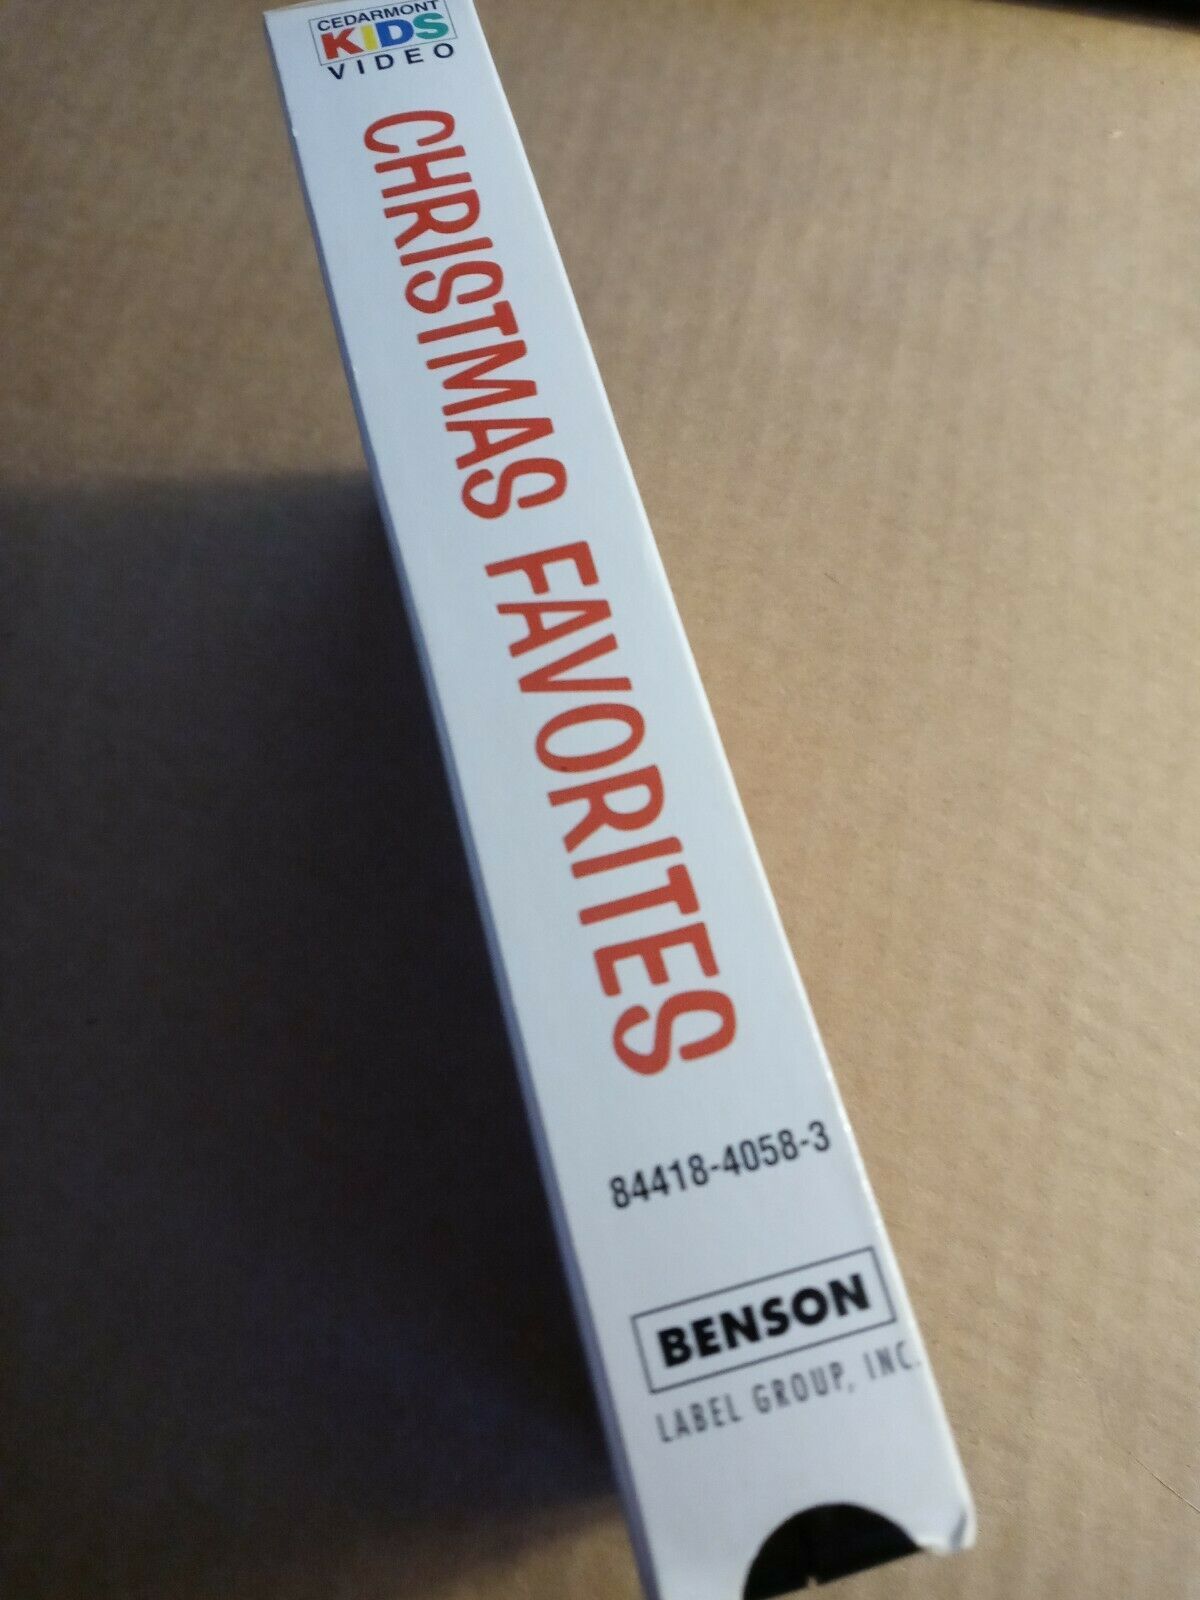 CEDARMONT
KIDS
VIDEO
CHRISTMAS FAVORITES
84418-4058-3
BENSON
LABEL GROUP, INC.